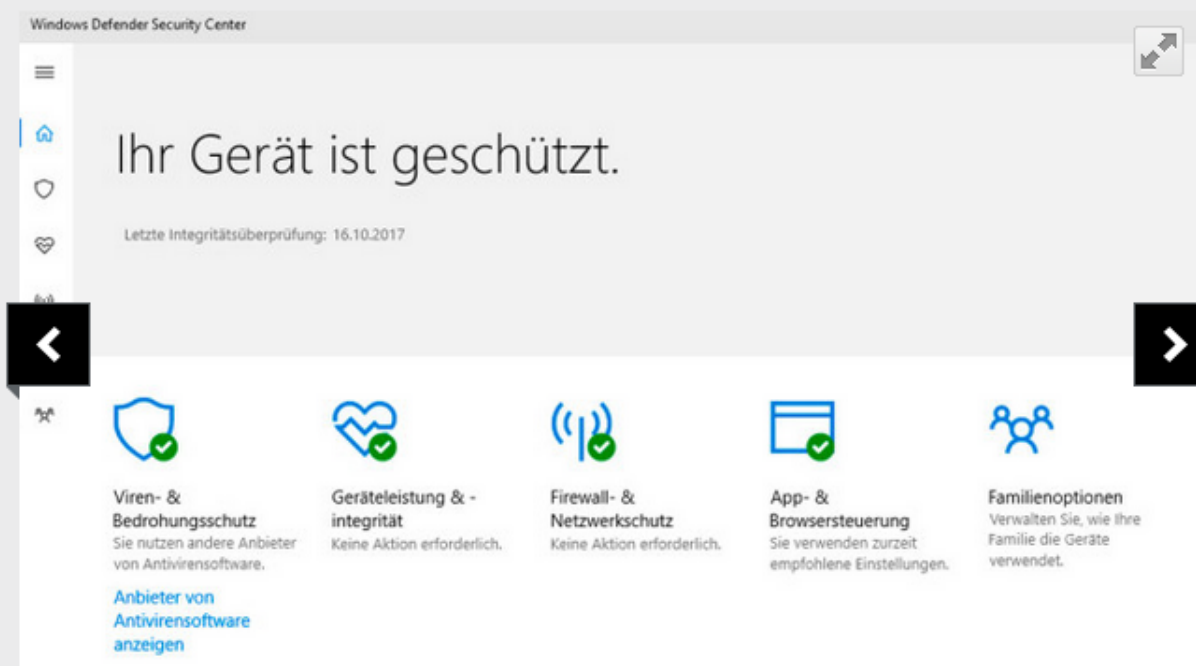 Windows Defender Security Center
Ihr Gerät ist geschützt.
Letzte Integritätsüberprüfung: 16.10.2017
Viren- &
Bedrohungsschutz
Sie nutzen andere Anbieter
von Antivirensoftware.
Anbieter von
Antivirensoftware
anzeigen
Geräteleistung & -
integrität
Keine Aktion erforderlich.
Firewall- &
Netzwerkschutz
Keine Aktion erforderlich.
App- &
Browsersteuerung
Sie verwenden zurzeit
empfohlene Einstellungen.
Familienoptionen
Verwalten Sie, wie Ihre
Familie die Geräte
verwendet.